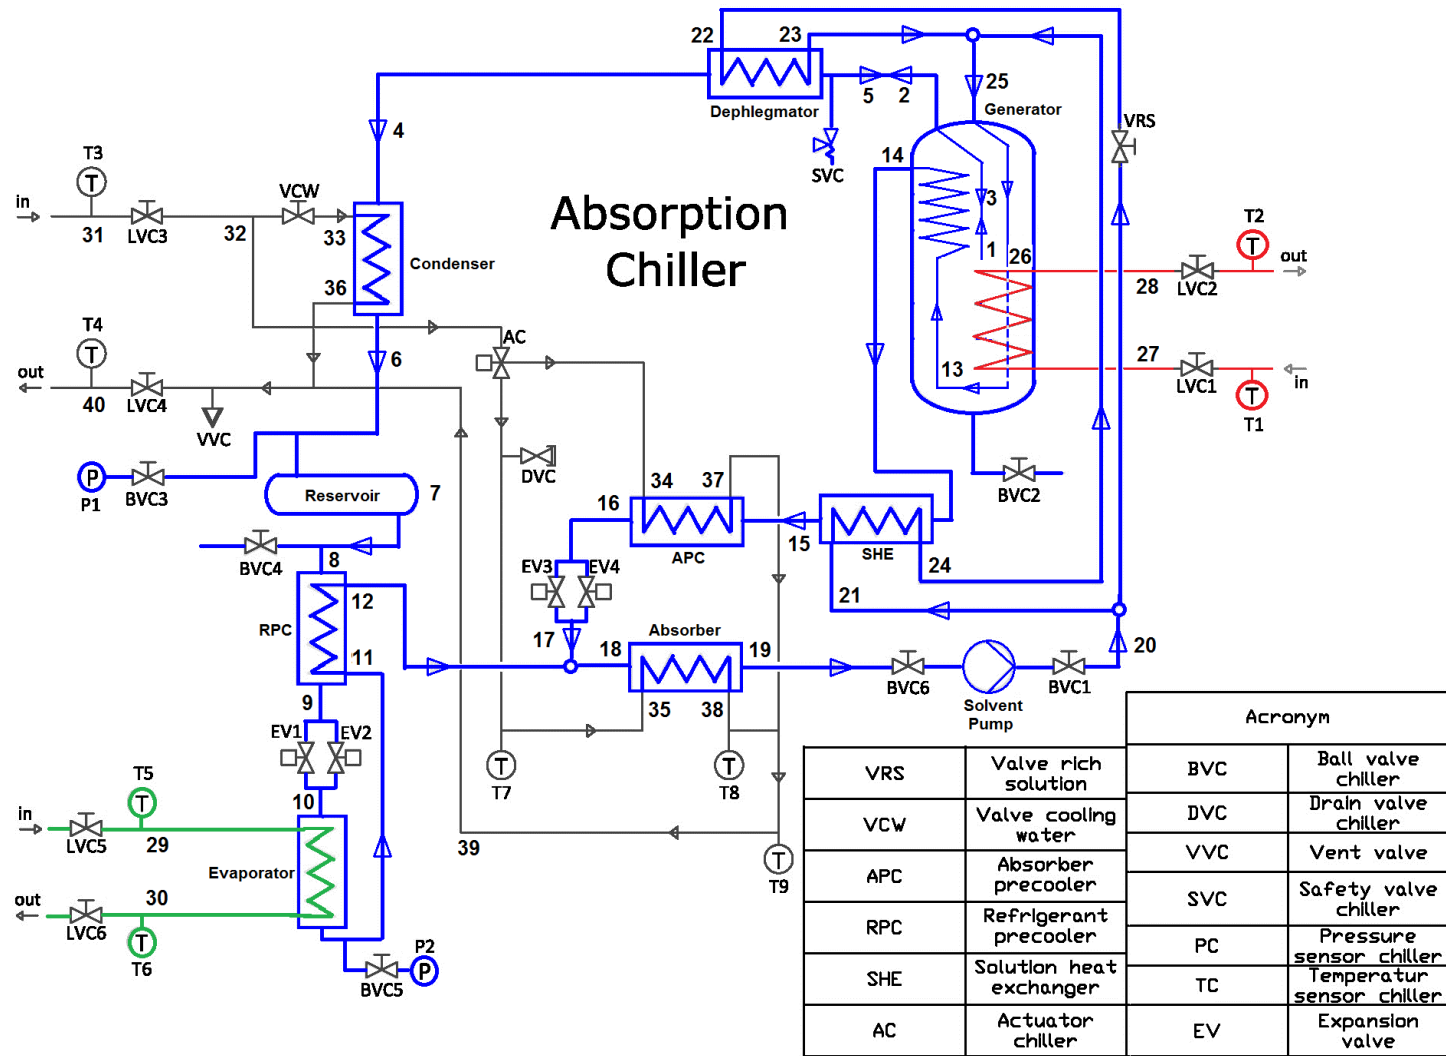 22
23
5
2
25
Dephlegmator
Generator
VRS
4
T3
T
in
31
LVC3
32
VCW
33
SVC
14
3
1
26
Absorption
Chiller
T2
T
out
28
LVC2
Condenser
36
T4
T
out
40
LVC4
VVC
6
AC
13
27
LVC1
in
T
T1
P
P1
BVC3
Reservoir
7
DVC
34
37
16
APC
15
SHE
24
BVC2
BVC4
8
EV3
EV4
21
12
RPC
11
17
18
Absorber
19
20
BVC6
BVC1
Solvent
Pump
9
35
38
EV1
EV2
T
T7
T
T8
T5
T
10
in
LVC5
29
39
T
T9
Evaporator
out
LVC6
30
T
T6
P2
P
BVC5
Acronym
VRS
Valve rich
solution
BVC
Ball valve
chiller
VCW
Valve cooling
water
DVC
Drain valve
chiller
APC
Absorber
precooler
VVC
Vent valve
RPC
Refrigerant
precooler
SVC
Safety valve
chiller
SHE
Solution heat
exchanger
PC
Pressure
sensor chiller
TC
Temperatur
sensor chiller
AC
Actuator
chiller
EV
Expansion
valve